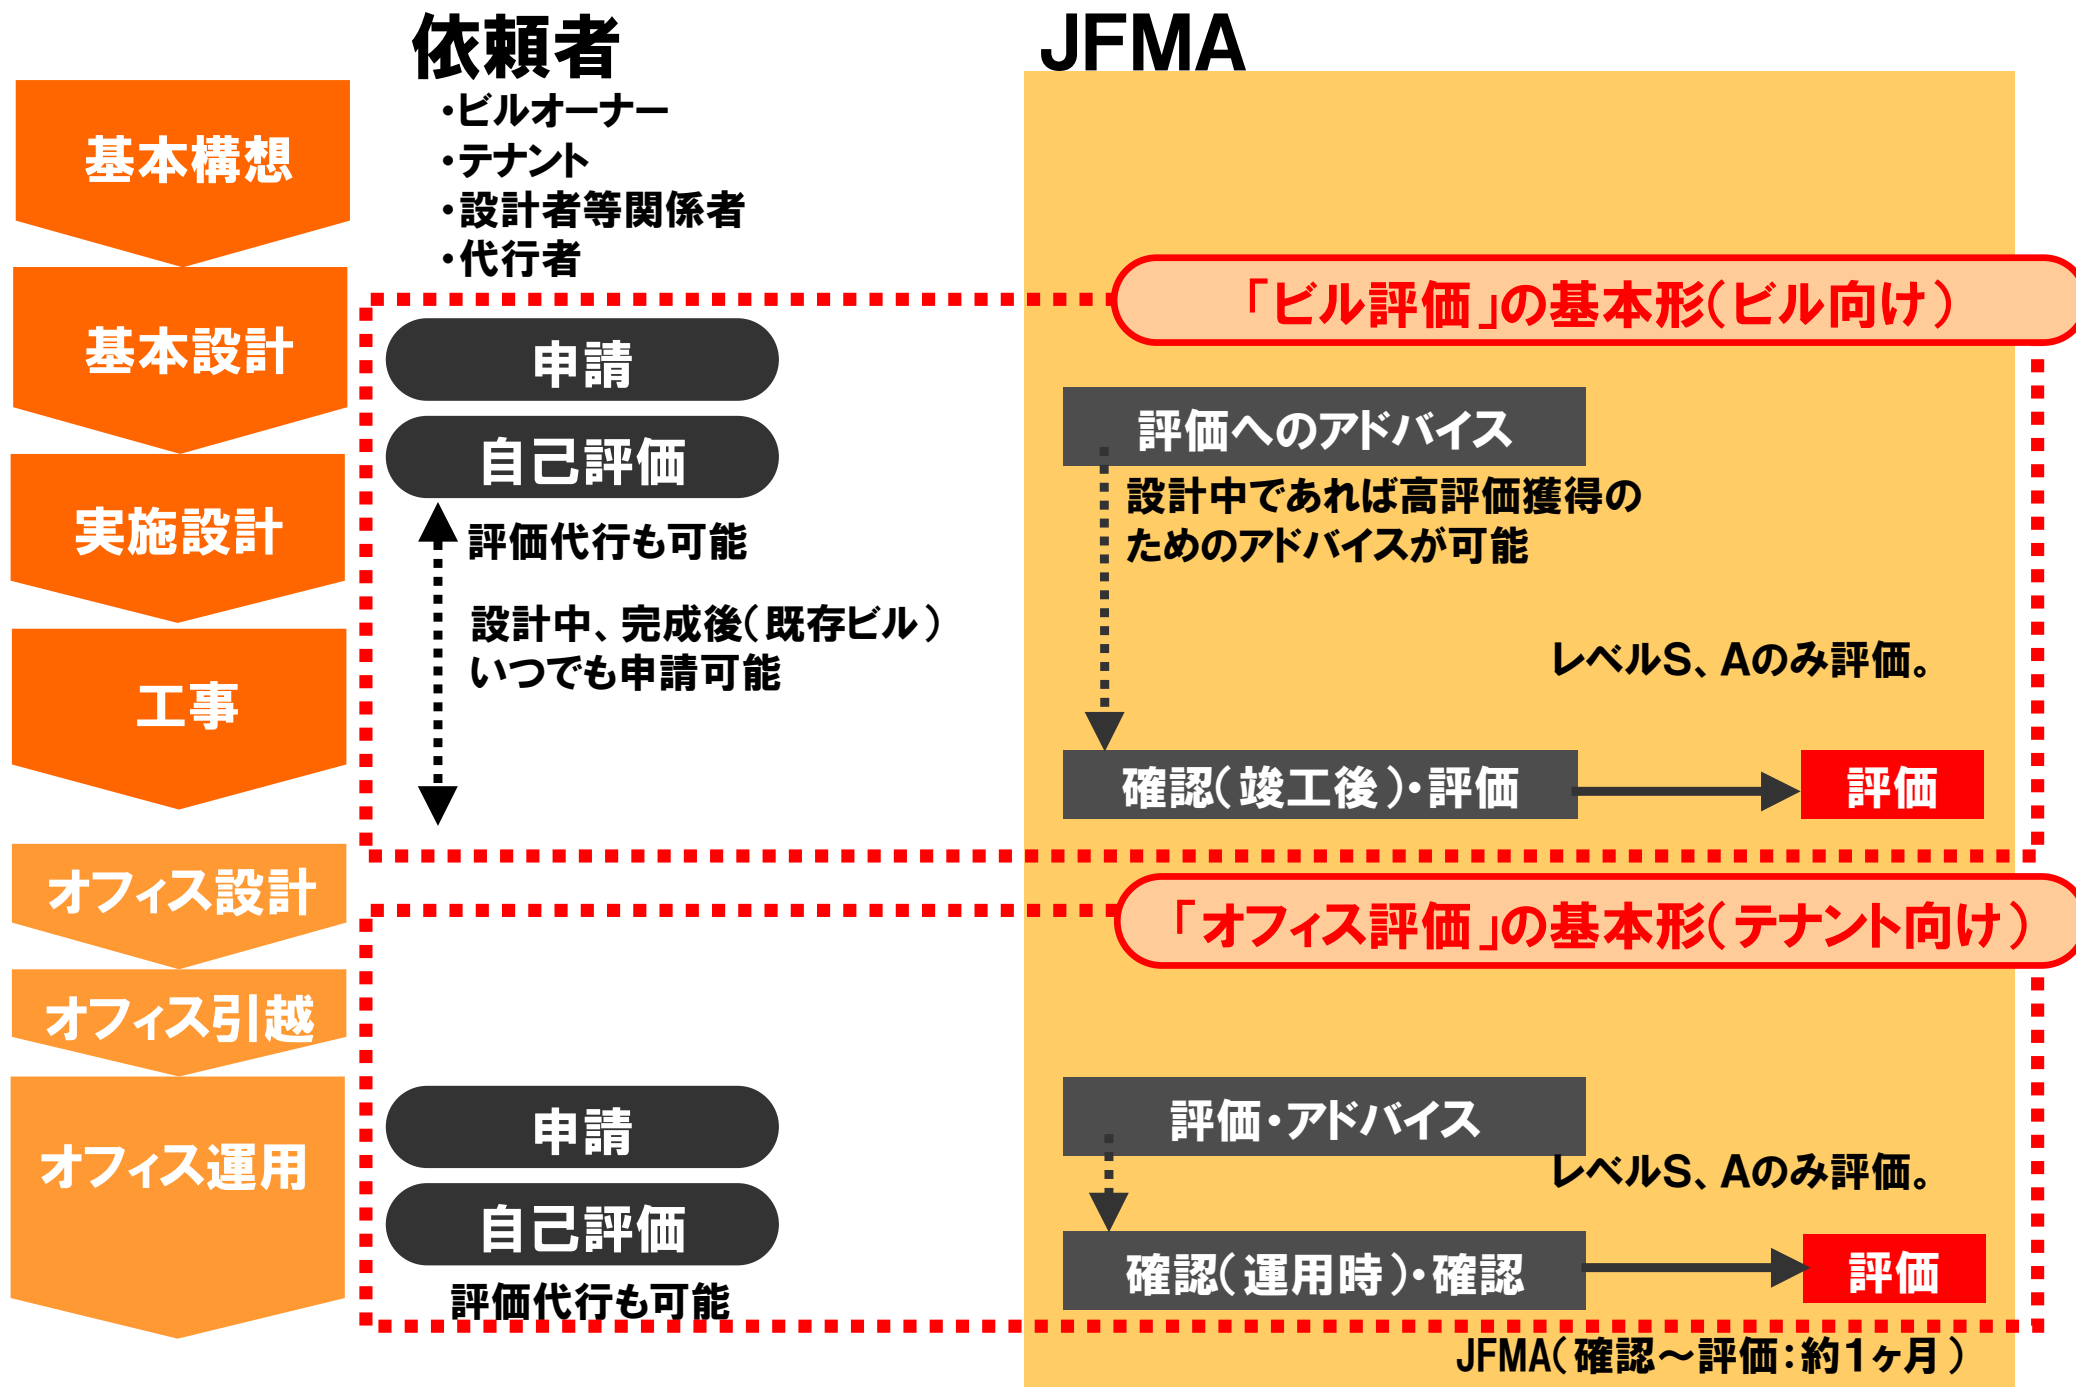 依頼者
・ビルオーナー
・テナント
・設計者等関係者
・代行者
JFMA
基本構想
基本設計
実施設計
工事
オフィス設計
オフィス引越
オフィス運用
「ビル評価」の基本形(ビル向け)
申請
自己評価
評価代行も可能
設計中、完成後(既存ビル)
いつでも申請可能
評価へのアドバイス
設計中であれば高評価獲得の
ためのアドバイスが可能
レベルS、Aのみ評価。
確認(竣工後)・評価
評価
「オフィス評価」の基本形(テナント向け)
申請
自己評価
評価代行も可能
評価・アドバイス
レベルS、Aのみ評価。
確認(運用時)・確認
評価
JFMA(確認～評価:約1ヶ月)